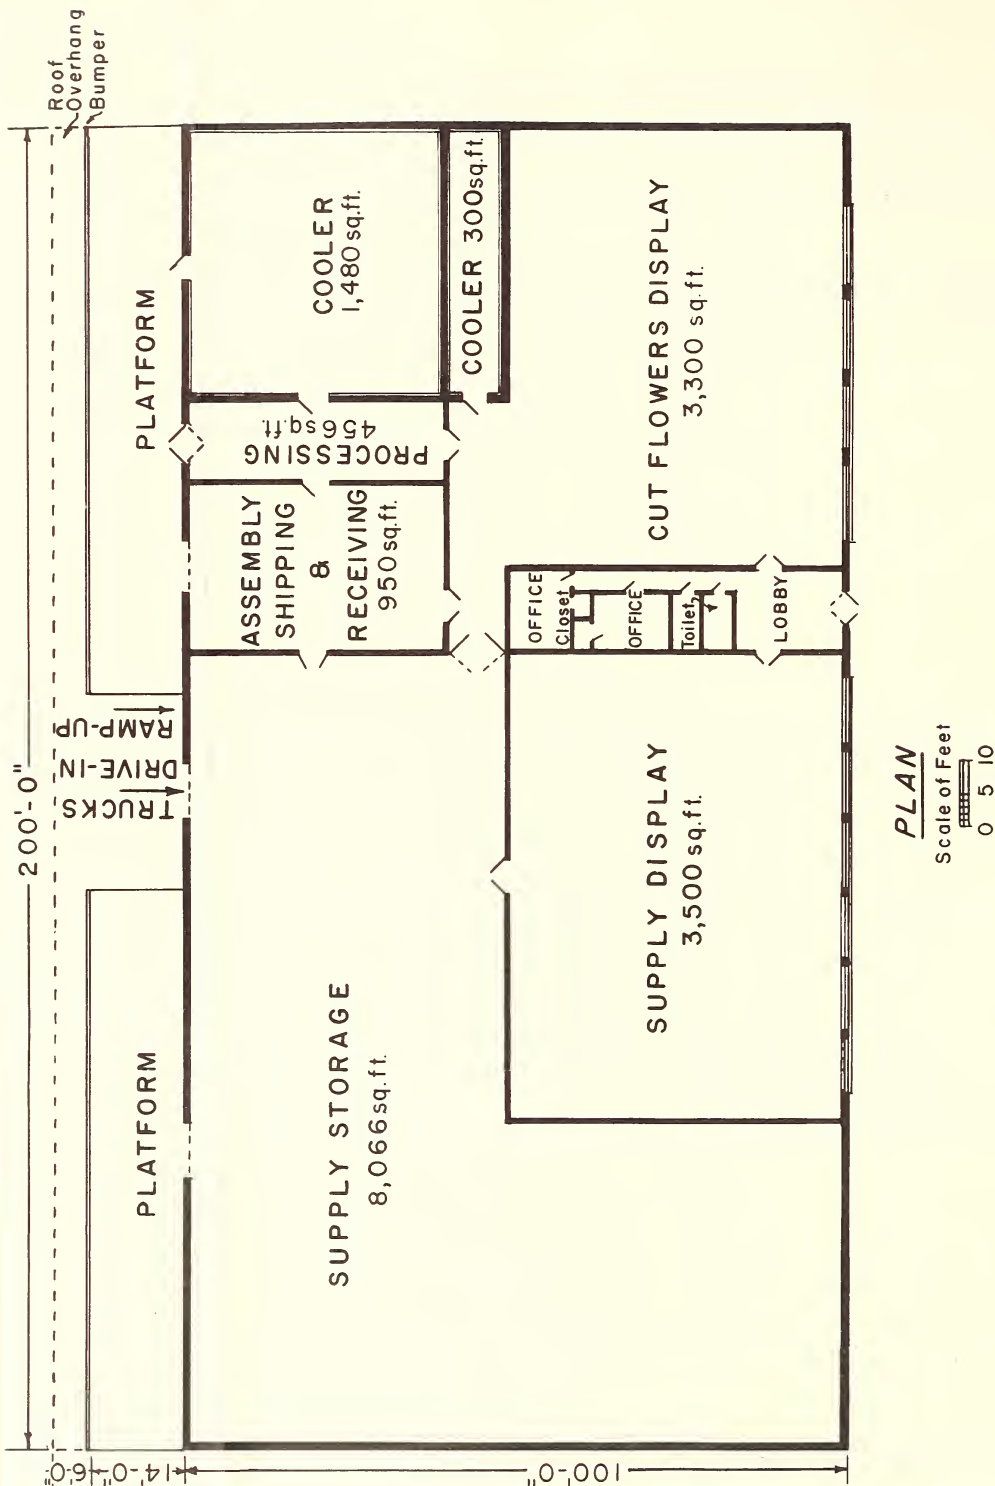 Roof
Overhang
Bumper
200'-0"
PLATFORM
TRUCKS
DRIVE-IN
RAMP-UP
PLATFORM
SUPPLY STORAGE
8,066 sq.ft.
ASSEMBLY
SHIPPING
&
RECEIVING
950 sq.ft.
PROCESSING
456 sq.ft.
COOLER
1,480 sq.ft.
COOLER 300 sq.ft.
SUPPLY DISPLAY
3,500 sq.ft.
OFFICE
Closet
OFFICE
Toilet
LOBBY
CUT FLOWERS DISPLAY
3,300 sq.ft.
6'-0"
14'-0"
100'-0"
PLAN
Scale of Feet
0 5 10